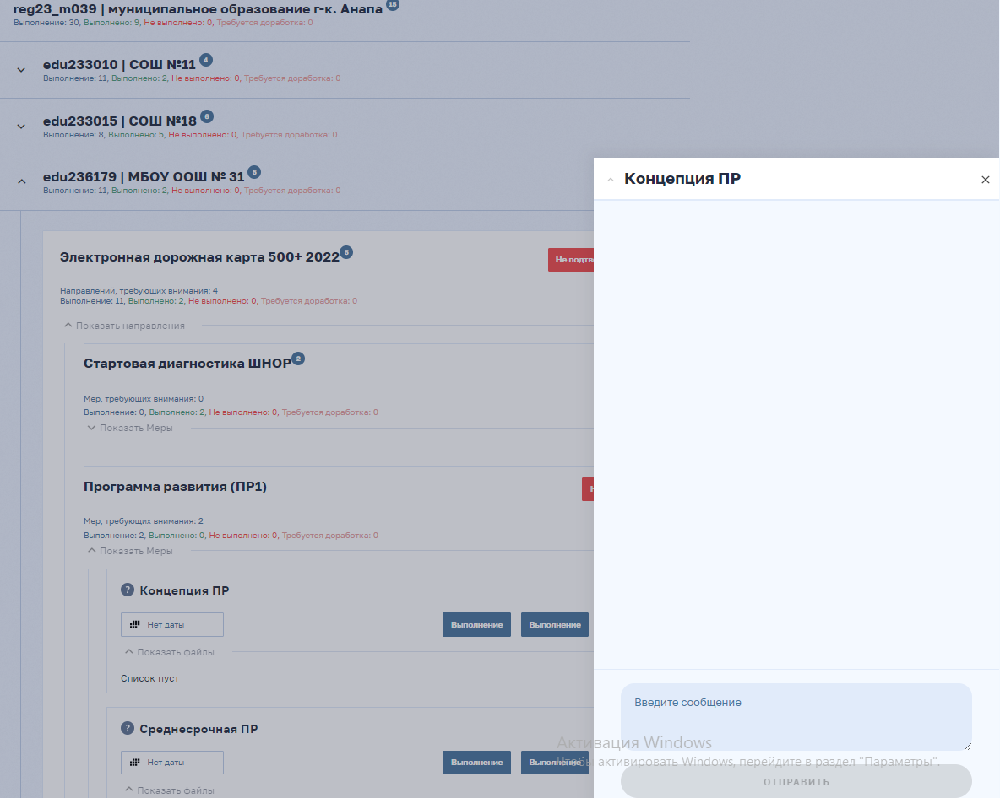 reg23_m039 | муниципальное образование г-к. Анапа 15
Выполнение: 30, Выполнено: 9, Не выполнено: 0, Требуется доработка: 0
edu233010 | СОШ №11 4
Выполнение: 11, Выполнено: 2, Не выполнено: 0, Требуется доработка: 0
edu233015 | СОШ №18 6
Выполнение: 8, Выполнено: 5, Не выполнено: 0, Требуется доработка: 0
edu236179 | МБОУ ООШ № 31 5
Выполнение: 11, Выполнено: 2, Не выполнено: 0, Требуется доработка: 0
Электронная дорожная карта 500+ 2022 5
Не подтве
Направлений, требующих внимания: 4
Выполнение: 11, Выполнено: 2, Не выполнено: 0, Требуется доработка: 0
Показать направления
Стартовая диагностика ШНОР 2
Мер, требующих внимания: 0
Выполнение: 0, Выполнено: 2, Не выполнено: 0, Требуется доработка: 0
Показать Меры
Программа развития (ПР1)
Мер, требующих внимания: 2
Выполнение: 2, Выполнено: 0, Не выполнено: 0, Требуется доработка: 0
Показать Меры
? Концепция ПР
Нет даты
Выполнение
Выполнение
Показать файлы
Список пуст
? Среднесрочная ПР
Нет даты
Выполнение
Выполнение
Показать файлы
Концепция ПР
Введите сообщение
Активация Windows
Чтобы активировать Windows, перейдите в раздел "Параметры".
ОТПРАВИТЬ